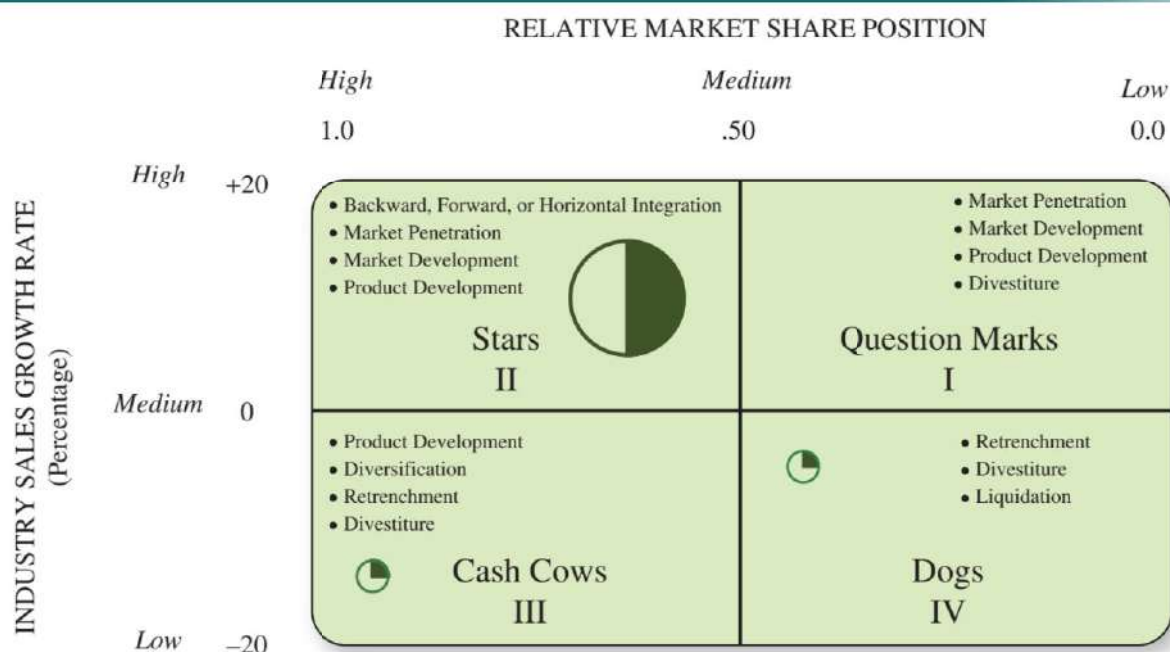 RELATIVE MARKET SHARE POSITION
High Medium Low
1.0 .50 0.0
INDUSTRY SALES GROWTH RATE
(Percentage)
High +20
• Backward, Forward, or Horizontal Integration
• Market Penetration
• Market Development
• Product Development
Stars
II
• Market Penetration
• Market Development
• Product Development
• Divestiture
Question Marks
I
Medium 0
• Product Development
• Diversification
• Retrenchment
• Divestiture
Cash Cows
III
• Retrenchment
• Divestiture
• Liquidation
Dogs
IV
Low –20